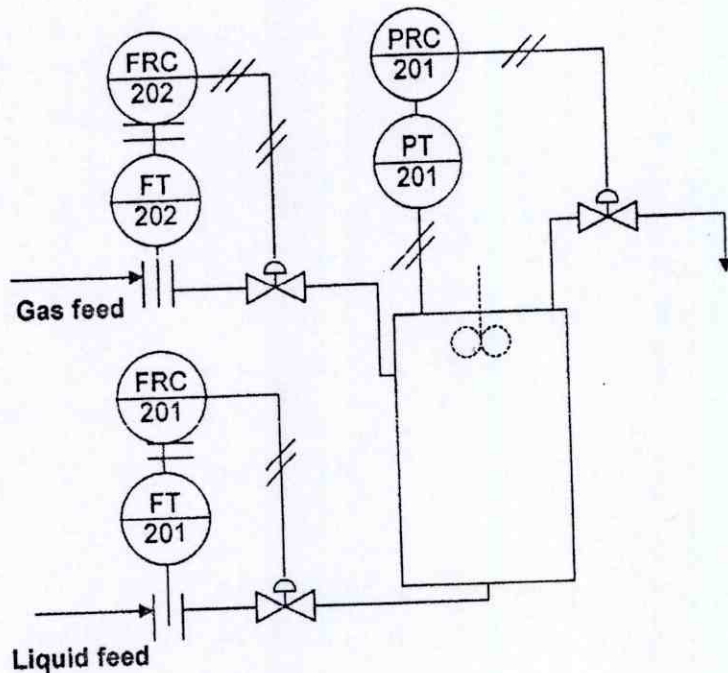 FRC
202
FT
202
Gas feed
PRC
201
PT
201
FRC
201
FT
201
Liquid feed